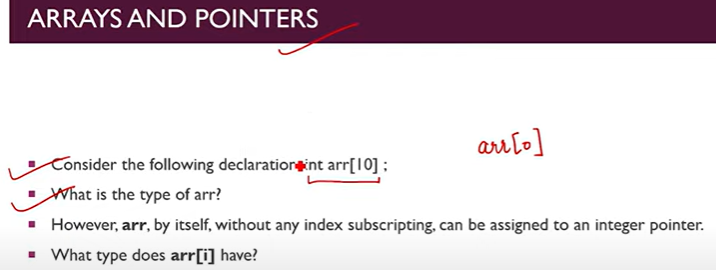 ARRAYS AND POINTERS
arr[0]
Consider the following declaration int arr[10] ;
What is the type of arr?
However, arr, by itself, without any index subscripting, can be assigned to an integer pointer.
What type does arr[i] have?